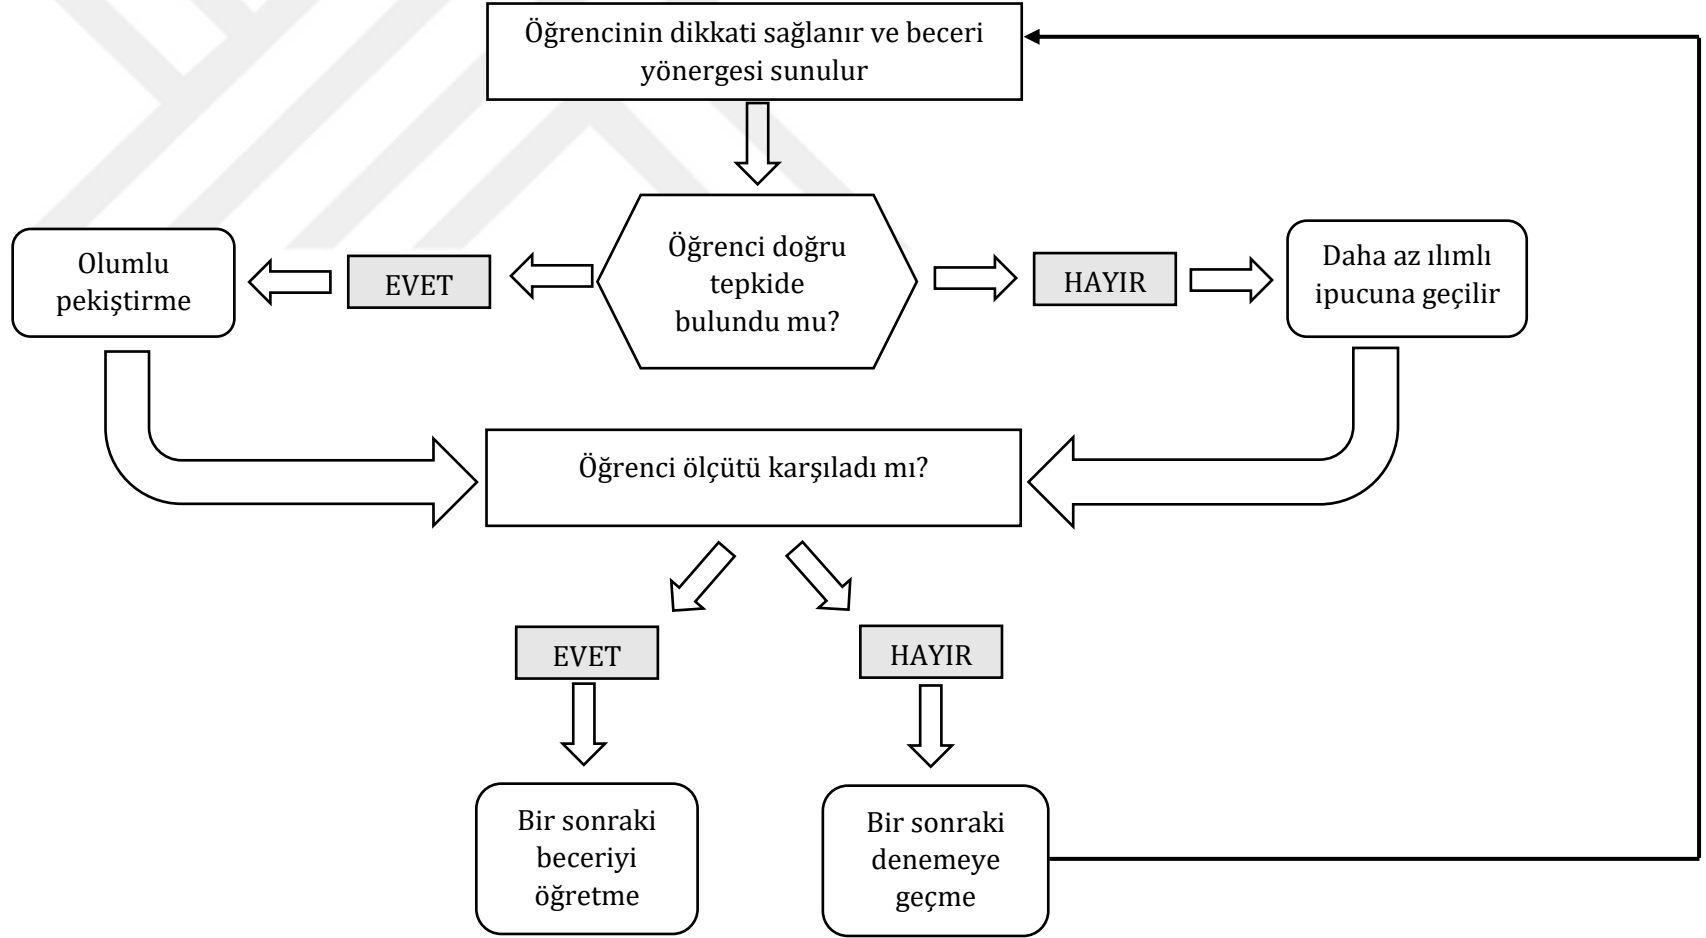 Öğrencinin dikkati sağlanır ve beceri
yönergesi sunulur
Olumlu
pekiştirme
EVET
Öğrenci doğru
tepkide
bulundu mu?
HAYIR
Daha az ılımlı
ipucuna geçilir
Öğrenci ölçütü karşıladı mı?
EVET
HAYIR
Bir sonraki
beceriyi
öğretme
Bir sonraki
denemeye
geçme